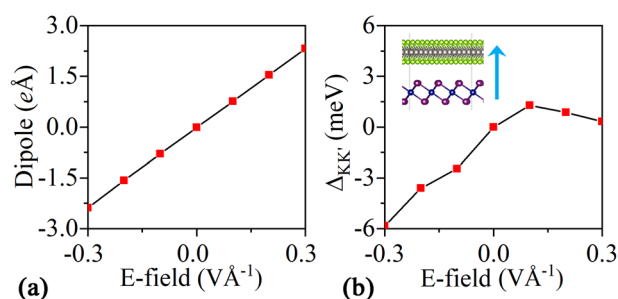 3.0
1.5
0.0
-1.5
-3.0
Dipole (eÅ)
-0.3
0.0
0.3
E-field (VÅ⁻¹)
(a)
6
3
0
-3
-6
Δ_KK' (meV)
-0.3
0.0
0.3
E-field (VÅ⁻¹)
(b)